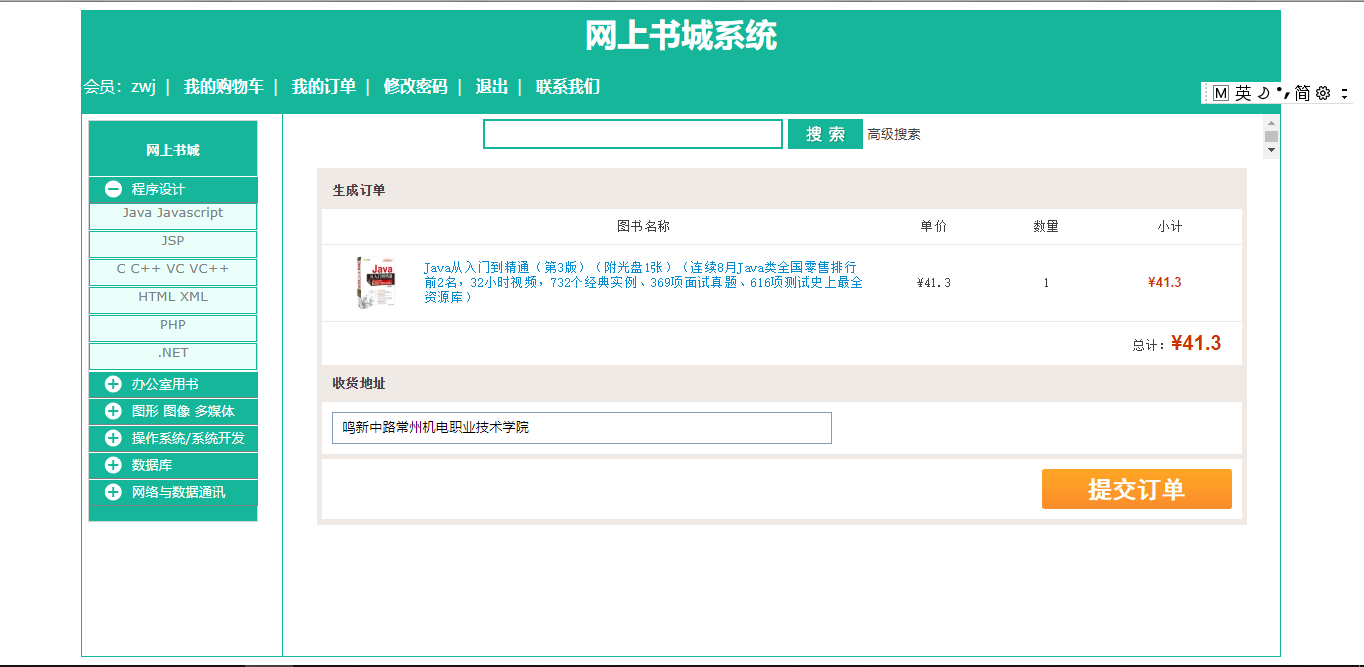 网上书城系统
会员：zwj | 我的购物车 | 我的订单 | 修改密码 | 退出 | 联系我们
M 英 简
搜 索 高级搜索
网上书城
程序设计
Java Javascript
JSP
C C++ VC VC++
HTML XML
PHP
.NET
办公室用书
图形 图像 多媒体
操作系统/系统开发
数据库
网络与数据通讯
生成订单
图书名称 单价 数量 小计
Java
Java从入门到精通（第3版）（附光盘1张）（连续8月Java类全国零售排行
前2名，32小时视频，732个经典实例、369项面试真题、616项测试史上最全
资源库）
¥41.3 1 ¥41.3
总计：¥41.3
收货地址
鸣新中路常州机电职业技术学院
提交订单